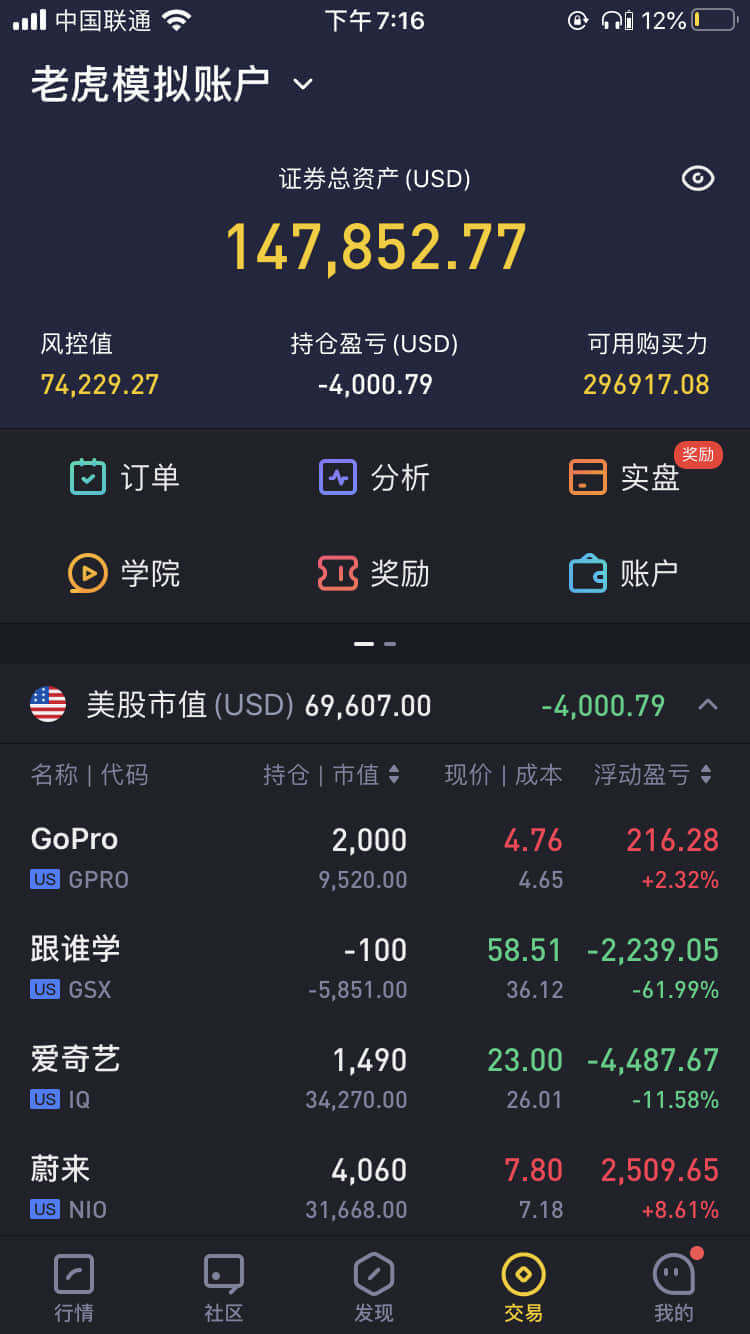 中国联通 下午7:16 12%
老虎模拟账户
证券总资产(USD)
147,852.77
风控值 持仓盈亏(USD) 可用购买力
74,229.27 -4,000.79 296917.08
订单 分析 实盘 奖励
学院 奖励 账户
美股市值(USD) 69,607.00 -4,000.79
名称 | 代码 持仓 | 市值 现价 | 成本 浮动盈亏
GoPro 2,000 4.76 216.28
US GPRO 9,520.00 4.65 +2.32%
跟谁学 -100 58.51 -2,239.05
US GSX -5,851.00 36.12 -61.99%
爱奇艺 1,490 23.00 -4,487.67
US IQ 34,270.00 26.01 -11.58%
蔚来 4,060 7.80 2,509.65
US NIO 31,668.00 7.18 +8.61%
行情 社区 发现 交易 我的